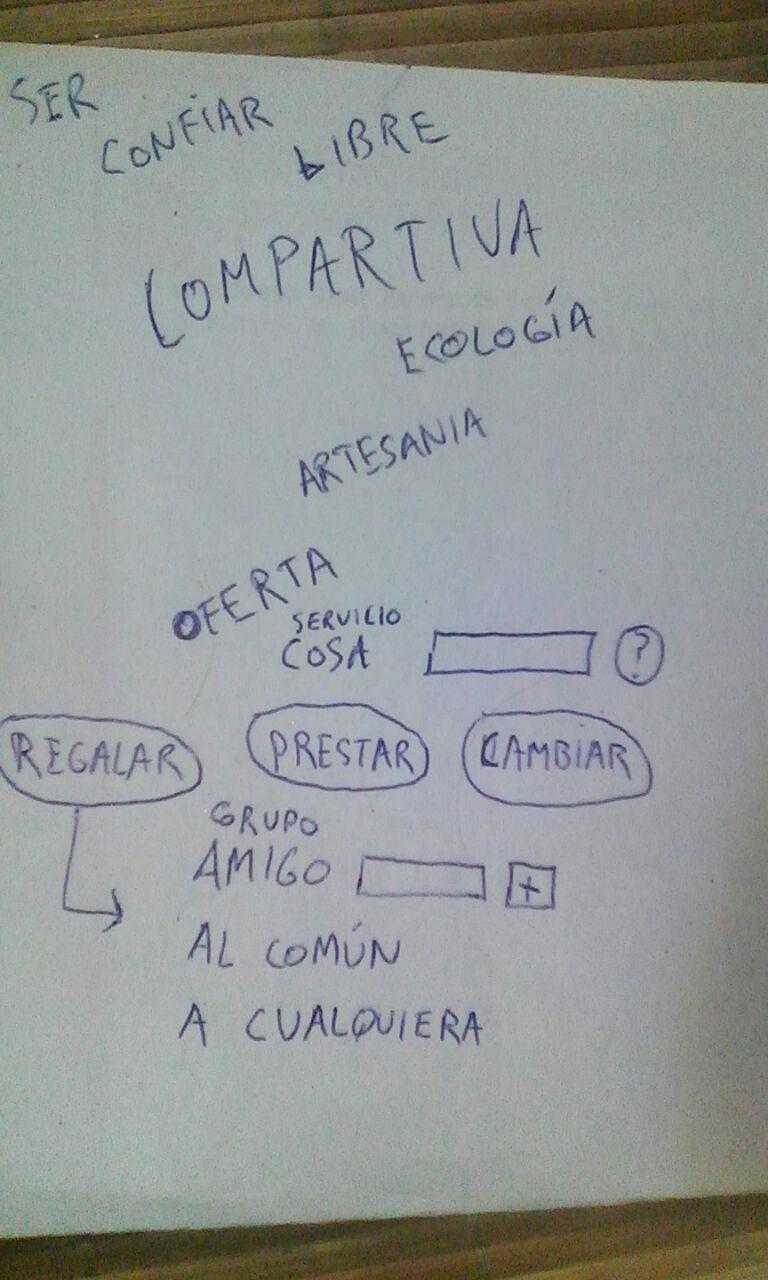 SER
CONFiAR
LIBRE
COMPARTIVA
ECOLOGÍA
ARTESANIA
OFERTA
SERVICIO
COSA ?
REGALAR PRESTAR CAMBiAR
GRUPO
AMIGO +
AL COMÚN
A CUALQUIERA